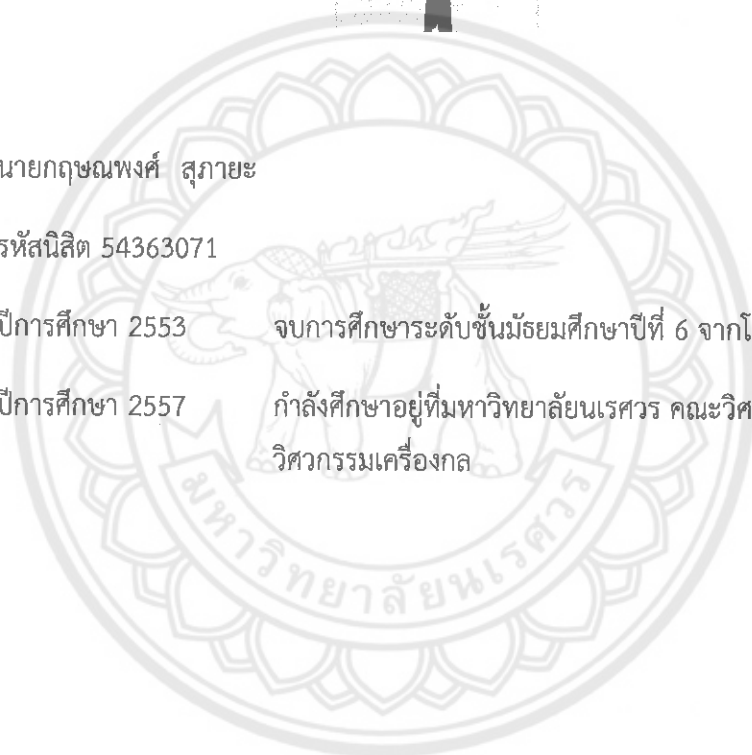 นายกฤษณพงศ์ สุภายะ
รหัสนิสิต 54363071
ปีการศึกษา 2553 จบการศึกษาระดับชั้นมัธยมศึกษาปีที่ 6 จากโ
ปีการศึกษา 2557 กำลังศึกษาอยู่ที่มหาวิทยาลัยนเรศวร คณะวิศ
วิศวกรรมเครื่องกล
มหาวิทยาลัยนเรศวร